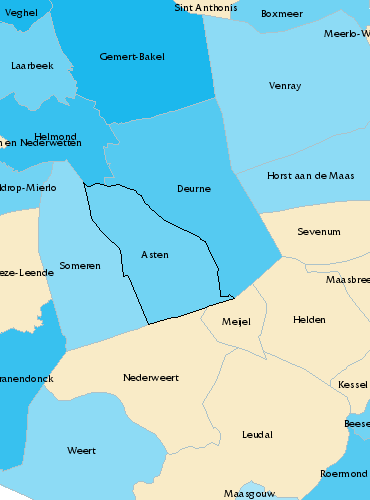 Sint Anthonis
Veghel
Boxmeer
Meerlo-W
Gemert-Bakel
Laarbeek
Venray
Helmond
n en Nederwetten
Horst aan de Maas
ldrop-Mierlo
Deurne
Sevenum
Asten
Someren
eze-Leende
Maasbree
Meijel
Helden
Nederweert
ranendonck
Kessel
Beese
Leudal
Weert
Roermond
Maasgouw